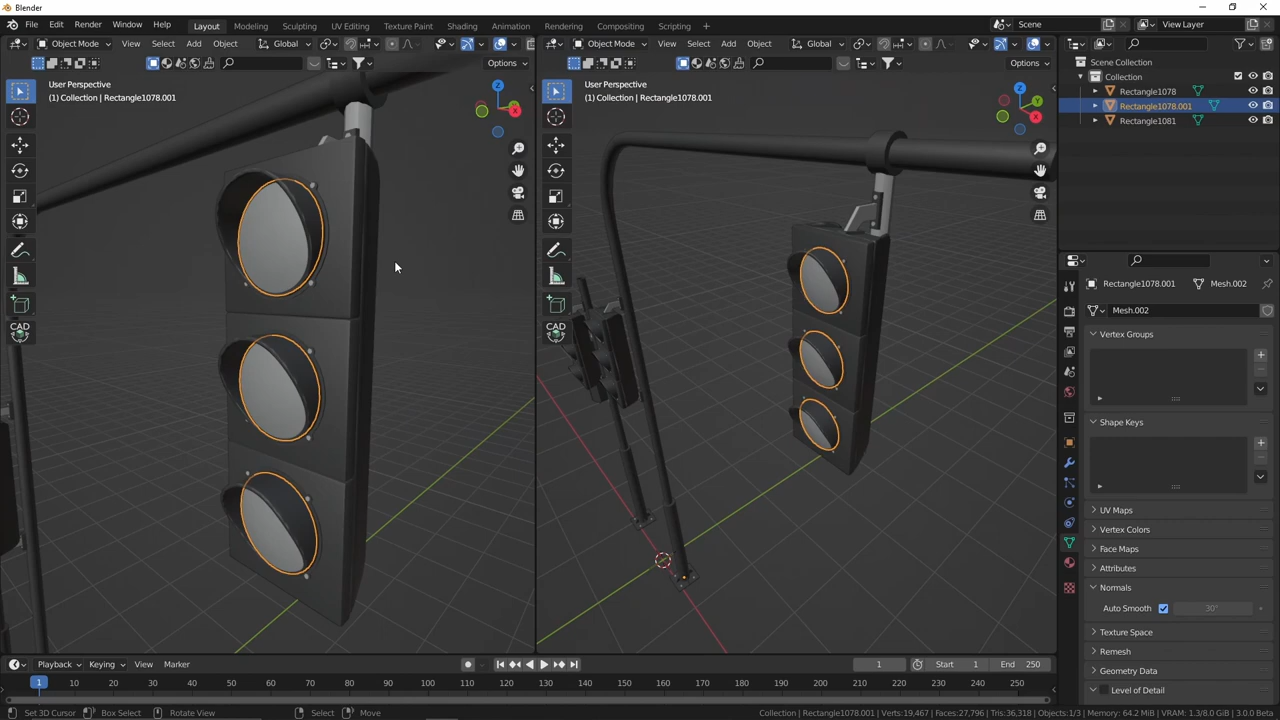 Blender
File Edit Render Window Help Layout Modeling Sculpting UV Editing Texture Paint Shading Animation Rendering Compositing Scripting + Scene View Layer
Object Mode View Select Add Object Global
Object Mode View Select Add Object Global
Options
Options
User Perspective
(1) Collection | Rectangle1078.001
User Perspective
(1) Collection | Rectangle1078.001
Z
X
Z
Y
X
CAD
CAD
Scene Collection
Collection
Rectangle1078
Rectangle1078.001
Rectangle1081
Rectangle1078.001 Mesh.002
Mesh.002
Vertex Groups
Shape Keys
UV Maps
Vertex Colors
Face Maps
Attributes
Normals
Auto Smooth 30°
Texture Space
Remesh
Geometry Data
Level of Detail
Playback Keying View Marker 1 Start 1 End 250
1 10 20 30 40 50 60 70 80 90 100 110 120 130 140 150 160 170 180 190 200 210 220 230 240 250
Set 3D Cursor Box Select Rotate View Select Move Collection | Rectangle1078.001 | Verts:19,467 | Faces:27,796 | Tris:36,318 | Objects:1/3 | Memory: 64.2 MiB | VRAM: 1.3/8.0 GiB | 3.0.0 Beta